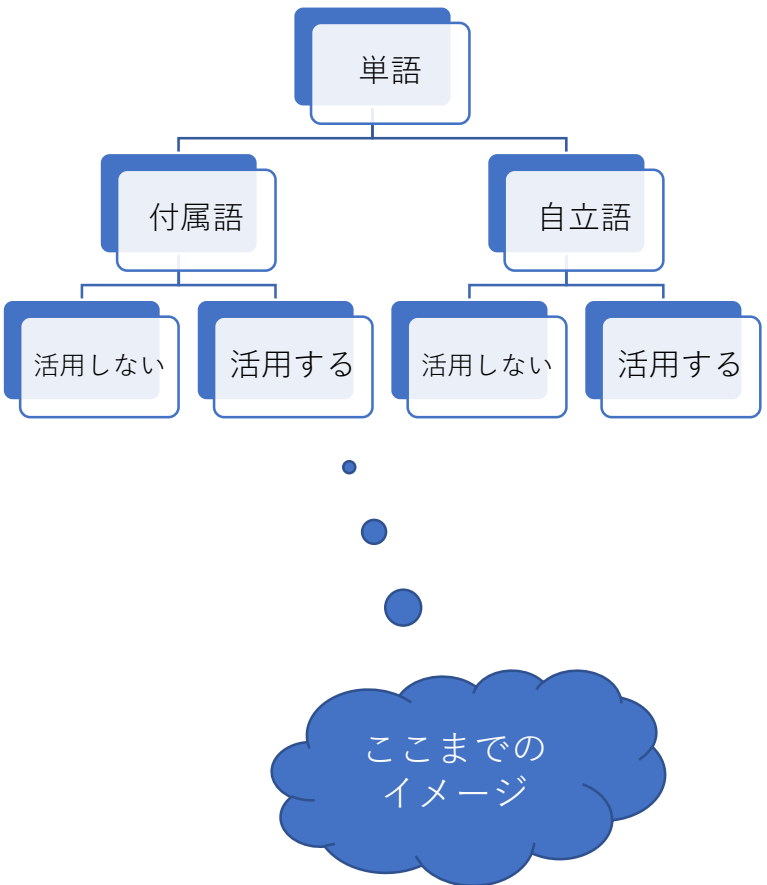 単語
付属語
自立語
活用しない
活用する
活用しない
活用する
ここまでの
イメージ